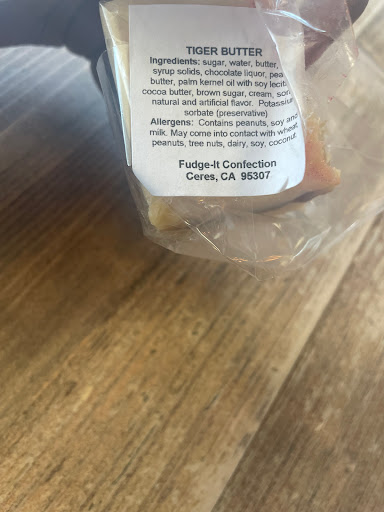 TIGER BUTTER
Ingredients: sugar, water, butter,
syrup solids, chocolate liquor, pea
butter, palm kernel oil with soy lecit
cocoa butter, brown sugar, cream, sor
natural and artificial flavor. Potassium
sorbate (preservative)
Allergens: Contains peanuts, soy and
milk. May come into contact with wheat,
peanuts, tree nuts, dairy, soy, coconut
Fudge-It Confection
Ceres, CA 95307